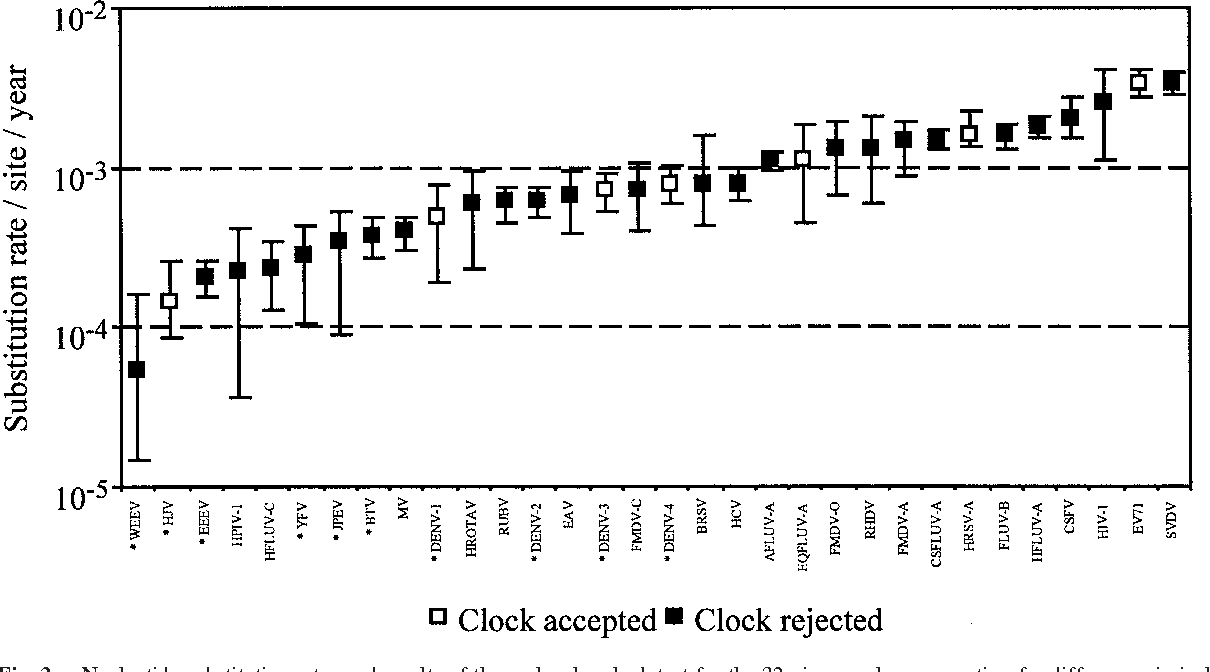 10-2
10-3
10-4
10-5
Substitution rate / site / year
* WEEV
* HJV
* EEEV
HPIV-1
HFLUV-C
* YFV
* JPEV
* BTV
MV
* DENV-1
HROTAV
RUBV
* DENV-2
EAV
* DENV-3
FMDV-C
* DENV-4
BRSV
HCV
AFLUV-A
EQFLUV-A
FMDV-O
RHDV
FMDV-A
CSFLUV-A
HRSV-A
FLUV-B
HFLUV-A
CSFV
HIV-1
EV71
SVDV
Clock accepted Clock rejected